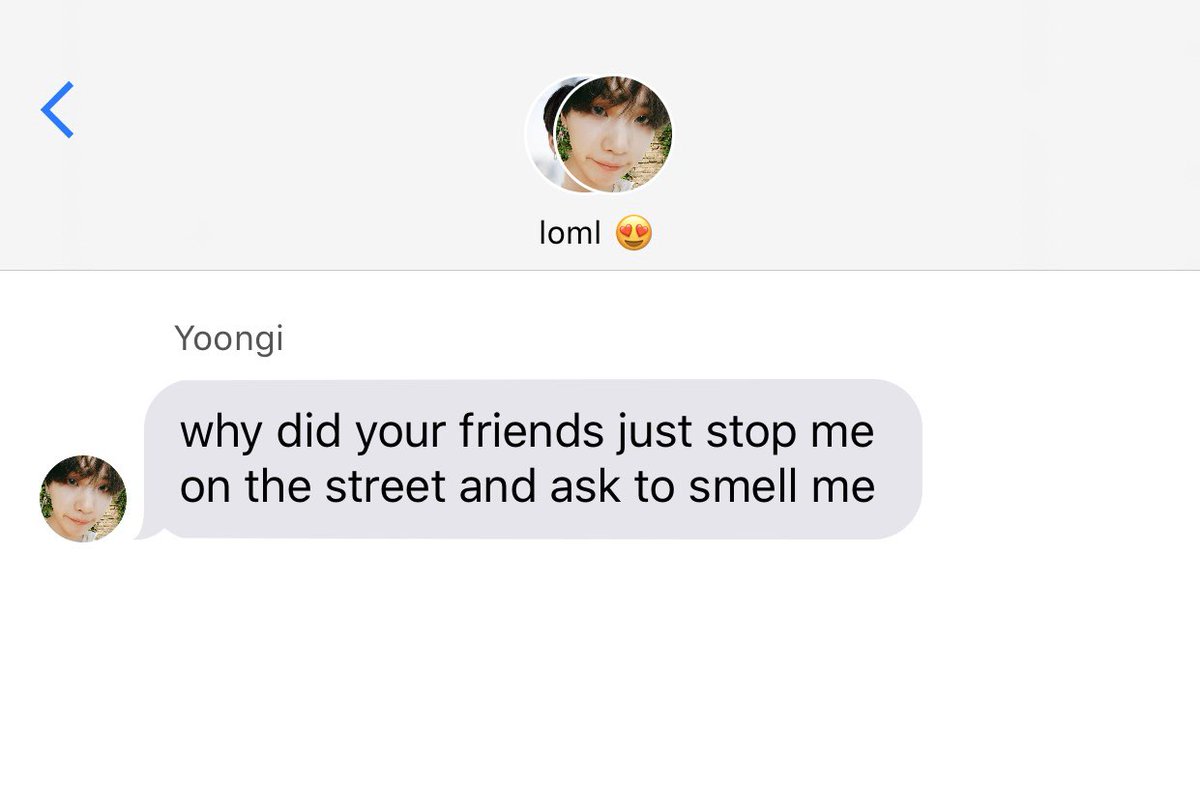 loml 😍
Yoongi
why did your friends just stop me
on the street and ask to smell me